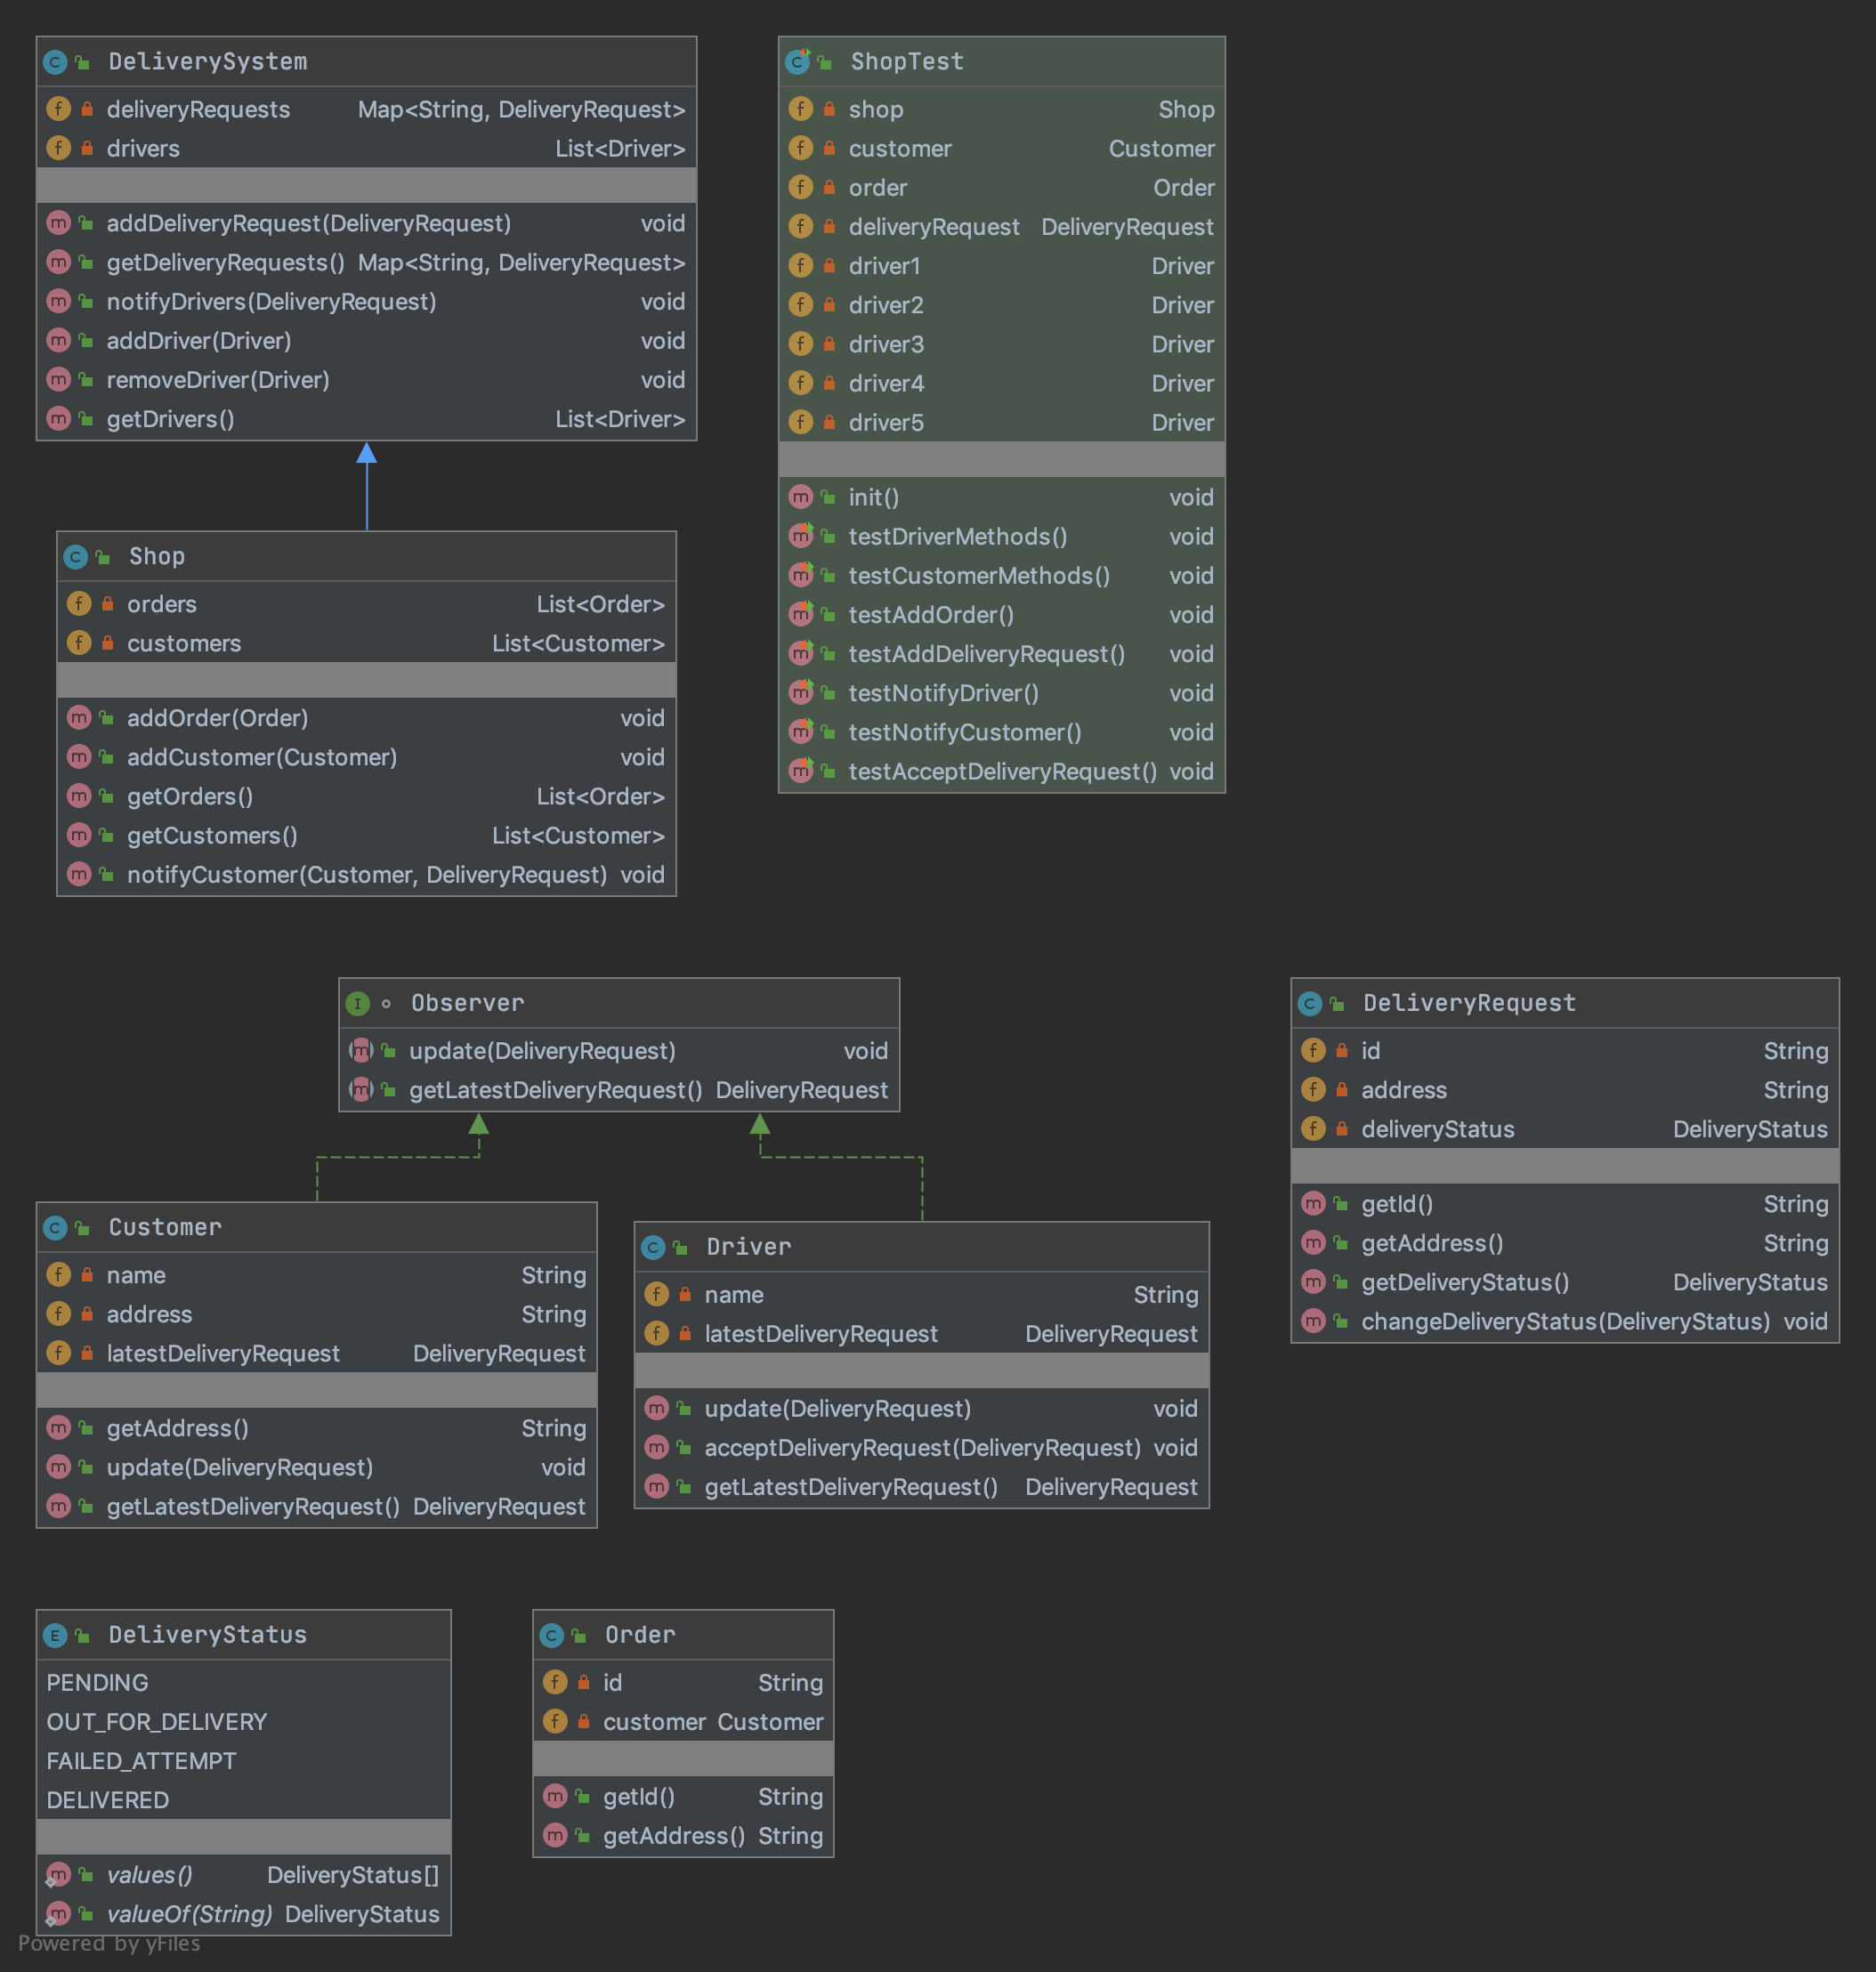 DeliverySystem
deliveryRequests Map<String, DeliveryRequest>
drivers List<Driver>
addDeliveryRequest(DeliveryRequest) void
getDeliveryRequests() Map<String, DeliveryRequest>
notifyDrivers(DeliveryRequest) void
addDriver(Driver) void
removeDriver(Driver) void
getDrivers() List<Driver>
ShopTest
shop Shop
customer Customer
order Order
deliveryRequest DeliveryRequest
driver1 Driver
driver2 Driver
driver3 Driver
driver4 Driver
driver5 Driver
init() void
testDriverMethods() void
testCustomerMethods() void
testAddOrder() void
testAddDeliveryRequest() void
testNotifyDriver() void
testNotifyCustomer() void
testAcceptDeliveryRequest() void
Shop
orders List<Order>
customers List<Customer>
addOrder(Order) void
addCustomer(Customer) void
getOrders() List<Order>
getCustomers() List<Customer>
notifyCustomer(Customer, DeliveryRequest) void
Observer
update(DeliveryRequest) void
getLatestDeliveryRequest() DeliveryRequest
DeliveryRequest
id String
address String
deliveryStatus DeliveryStatus
getId() String
getAddress() String
getDeliveryStatus() DeliveryStatus
changeDeliveryStatus(DeliveryStatus) void
Customer
name String
address String
latestDeliveryRequest DeliveryRequest
getAddress() String
update(DeliveryRequest) void
getLatestDeliveryRequest() DeliveryRequest
Driver
name String
latestDeliveryRequest DeliveryRequest
update(DeliveryRequest) void
acceptDeliveryRequest(DeliveryRequest) void
getLatestDeliveryRequest() DeliveryRequest
DeliveryStatus
PENDING
OUT_FOR_DELIVERY
FAILED_ATTEMPT
DELIVERED
values() DeliveryStatus[]
valueOf(String) DeliveryStatus
Order
id String
customer Customer
getId() String
getAddress() String
Powered by yFiles